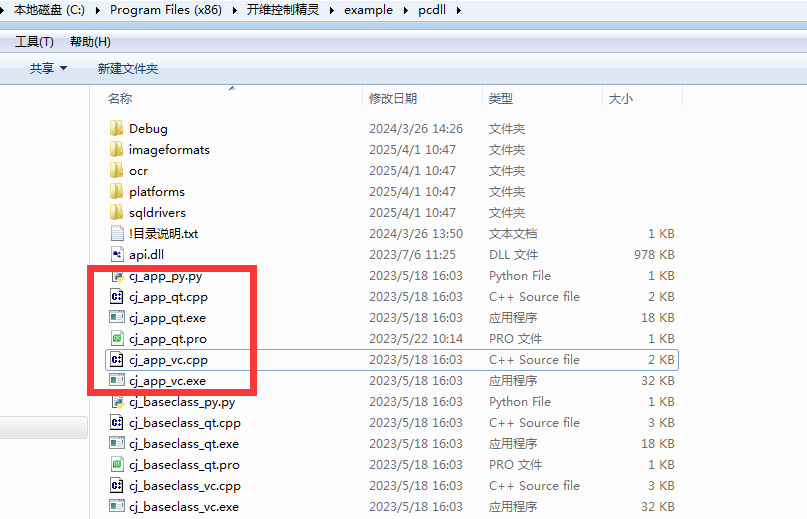 本地磁盘 (C:) ▸ Program Files (x86) ▸ 开维控制精灵 ▸ example ▸ pcdll ▸
工具(T) 帮助(H)
共享 新建文件夹
名称 修改日期 类型 大小
Debug 2024/3/26 14:26 文件夹
imageformats 2025/4/1 10:47 文件夹
ocr 2025/4/1 10:47 文件夹
platforms 2025/4/1 10:47 文件夹
sqldrivers 2025/4/1 10:47 文件夹
!目录说明.txt 2024/3/26 13:50 文本文档 1 KB
api.dll 2023/7/6 11:25 DLL 文件 978 KB
cj_app_py.py 2023/5/18 16:03 Python File 1 KB
cj_app_qt.cpp 2023/5/18 16:03 C++ Source file 2 KB
cj_app_qt.exe 2023/5/18 16:03 应用程序 18 KB
cj_app_qt.pro 2023/5/22 10:14 PRO 文件 1 KB
cj_app_vc.cpp 2023/5/18 16:03 C++ Source file 2 KB
cj_app_vc.exe 2023/5/18 16:03 应用程序 32 KB
cj_baseclass_py.py 2023/5/18 16:03 Python File 1 KB
cj_baseclass_qt.cpp 2023/5/18 16:03 C++ Source file 3 KB
cj_baseclass_qt.exe 2023/5/18 16:03 应用程序 18 KB
cj_baseclass_qt.pro 2023/5/18 16:03 PRO 文件 1 KB
cj_baseclass_vc.cpp 2023/5/18 16:03 C++ Source file 3 KB
cj_baseclass_vc.exe 2023/5/18 16:03 应用程序 32 KB